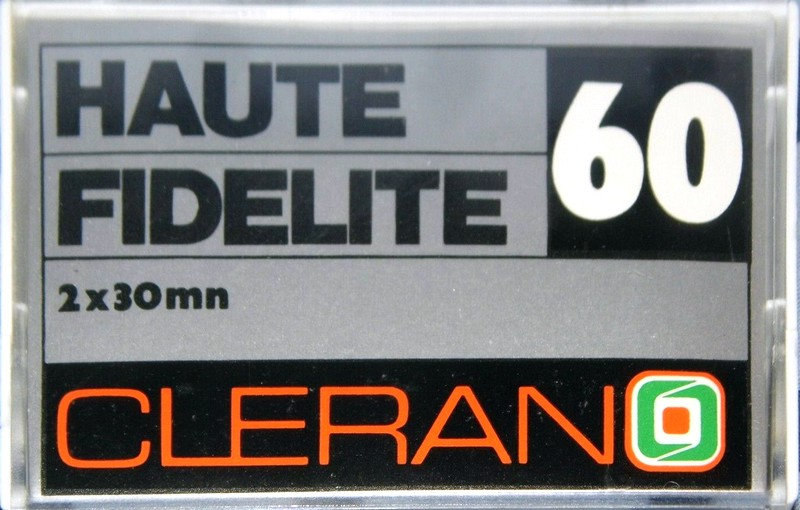 HAUTE
FIDELITE
60
2x30mn
CLERAN